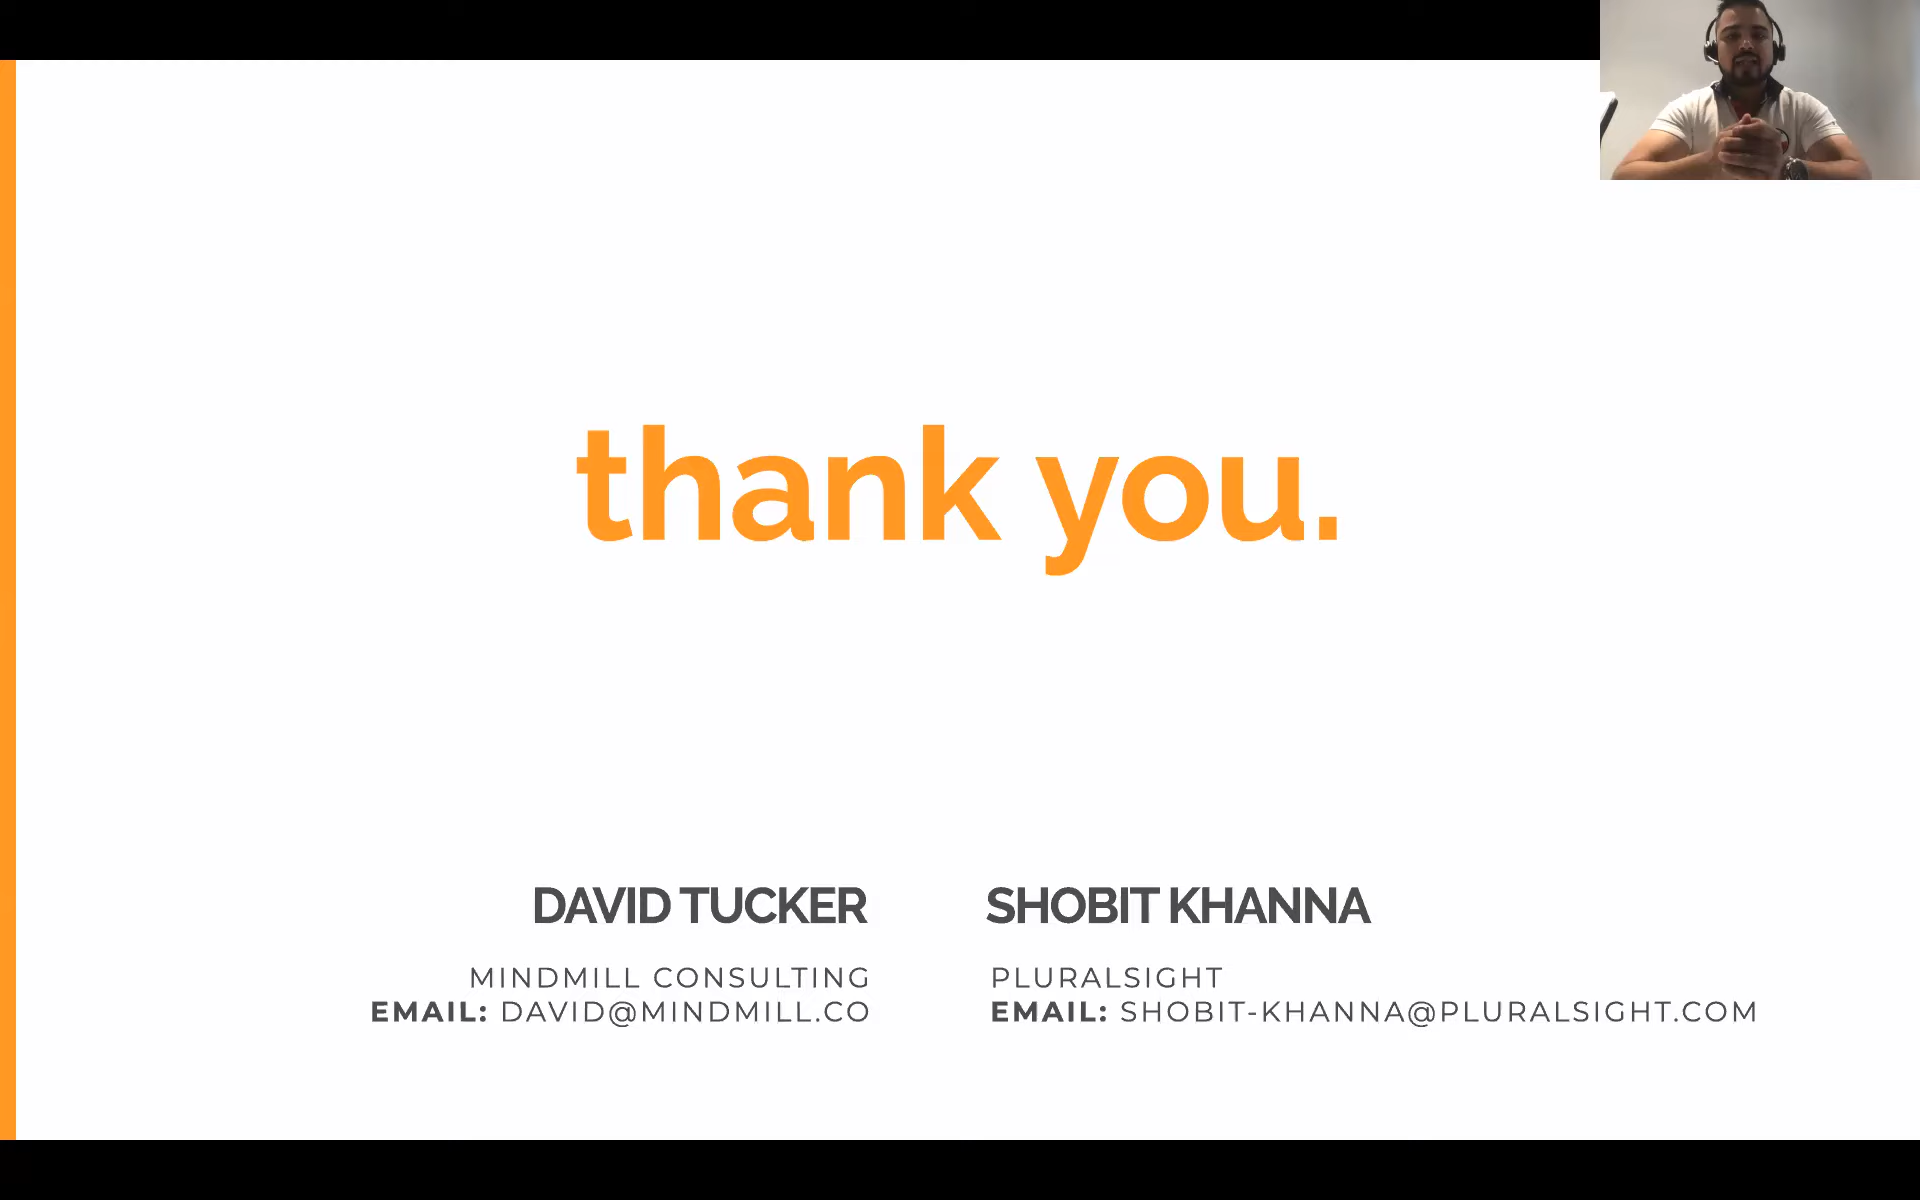 thank you.
DAVID TUCKER
MINDMILL CONSULTING
EMAIL: DAVID@MINDMILL.CO
SHOBIT KHANNA
PLURALSIGHT
EMAIL: SHOBIT-KHANNA@PLURALSIGHT.COM